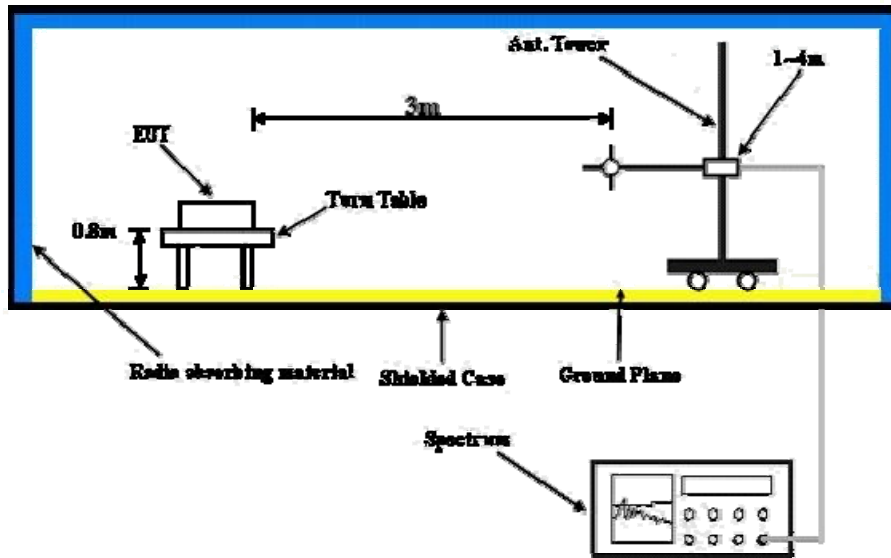 Ant. Tower
1~4m
3m
EUT
Turn Table
0.8m
Radio absorbing material
Shielded Case
Ground Plane
Spectrum